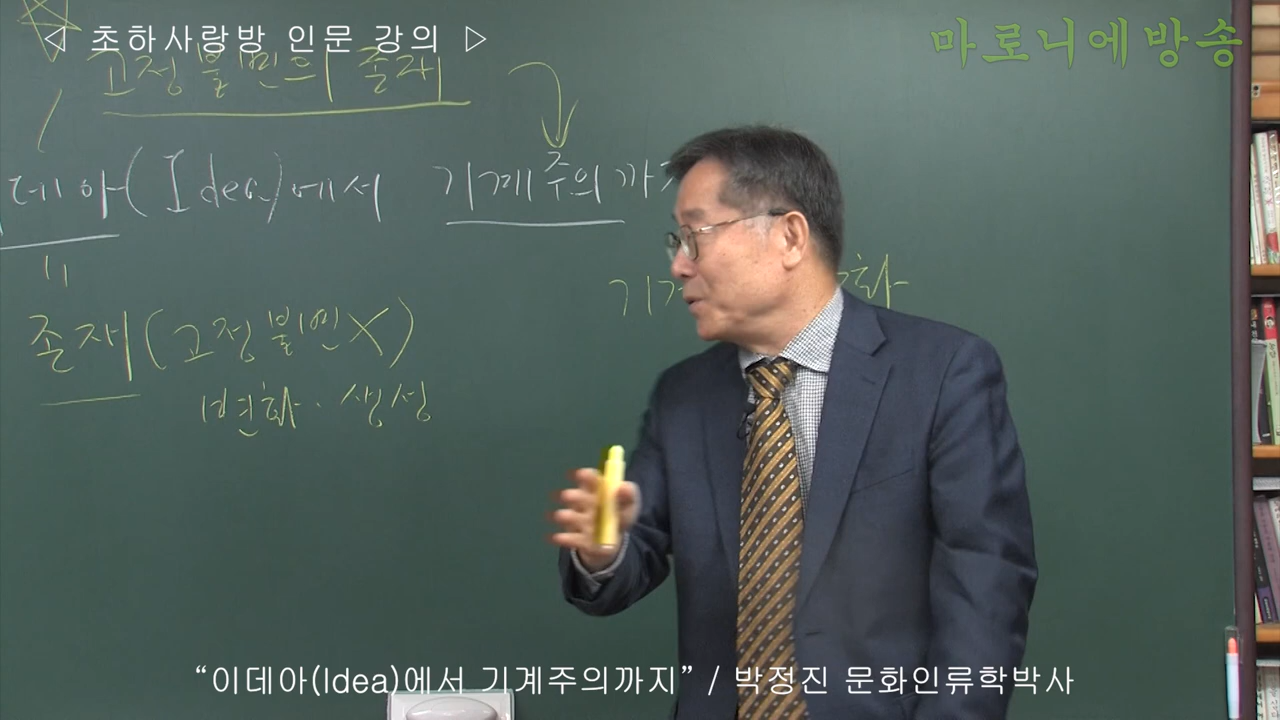 ◁ 초하사랑방 인문 강의 ▷
마로니에방송
고정불변의 존재
데아(Idea)에서 기계주의까지
존재(고정불변X)
변화·생성
“이데아(Idea)에서 기계주의까지” / 박정진 문화인류학박사